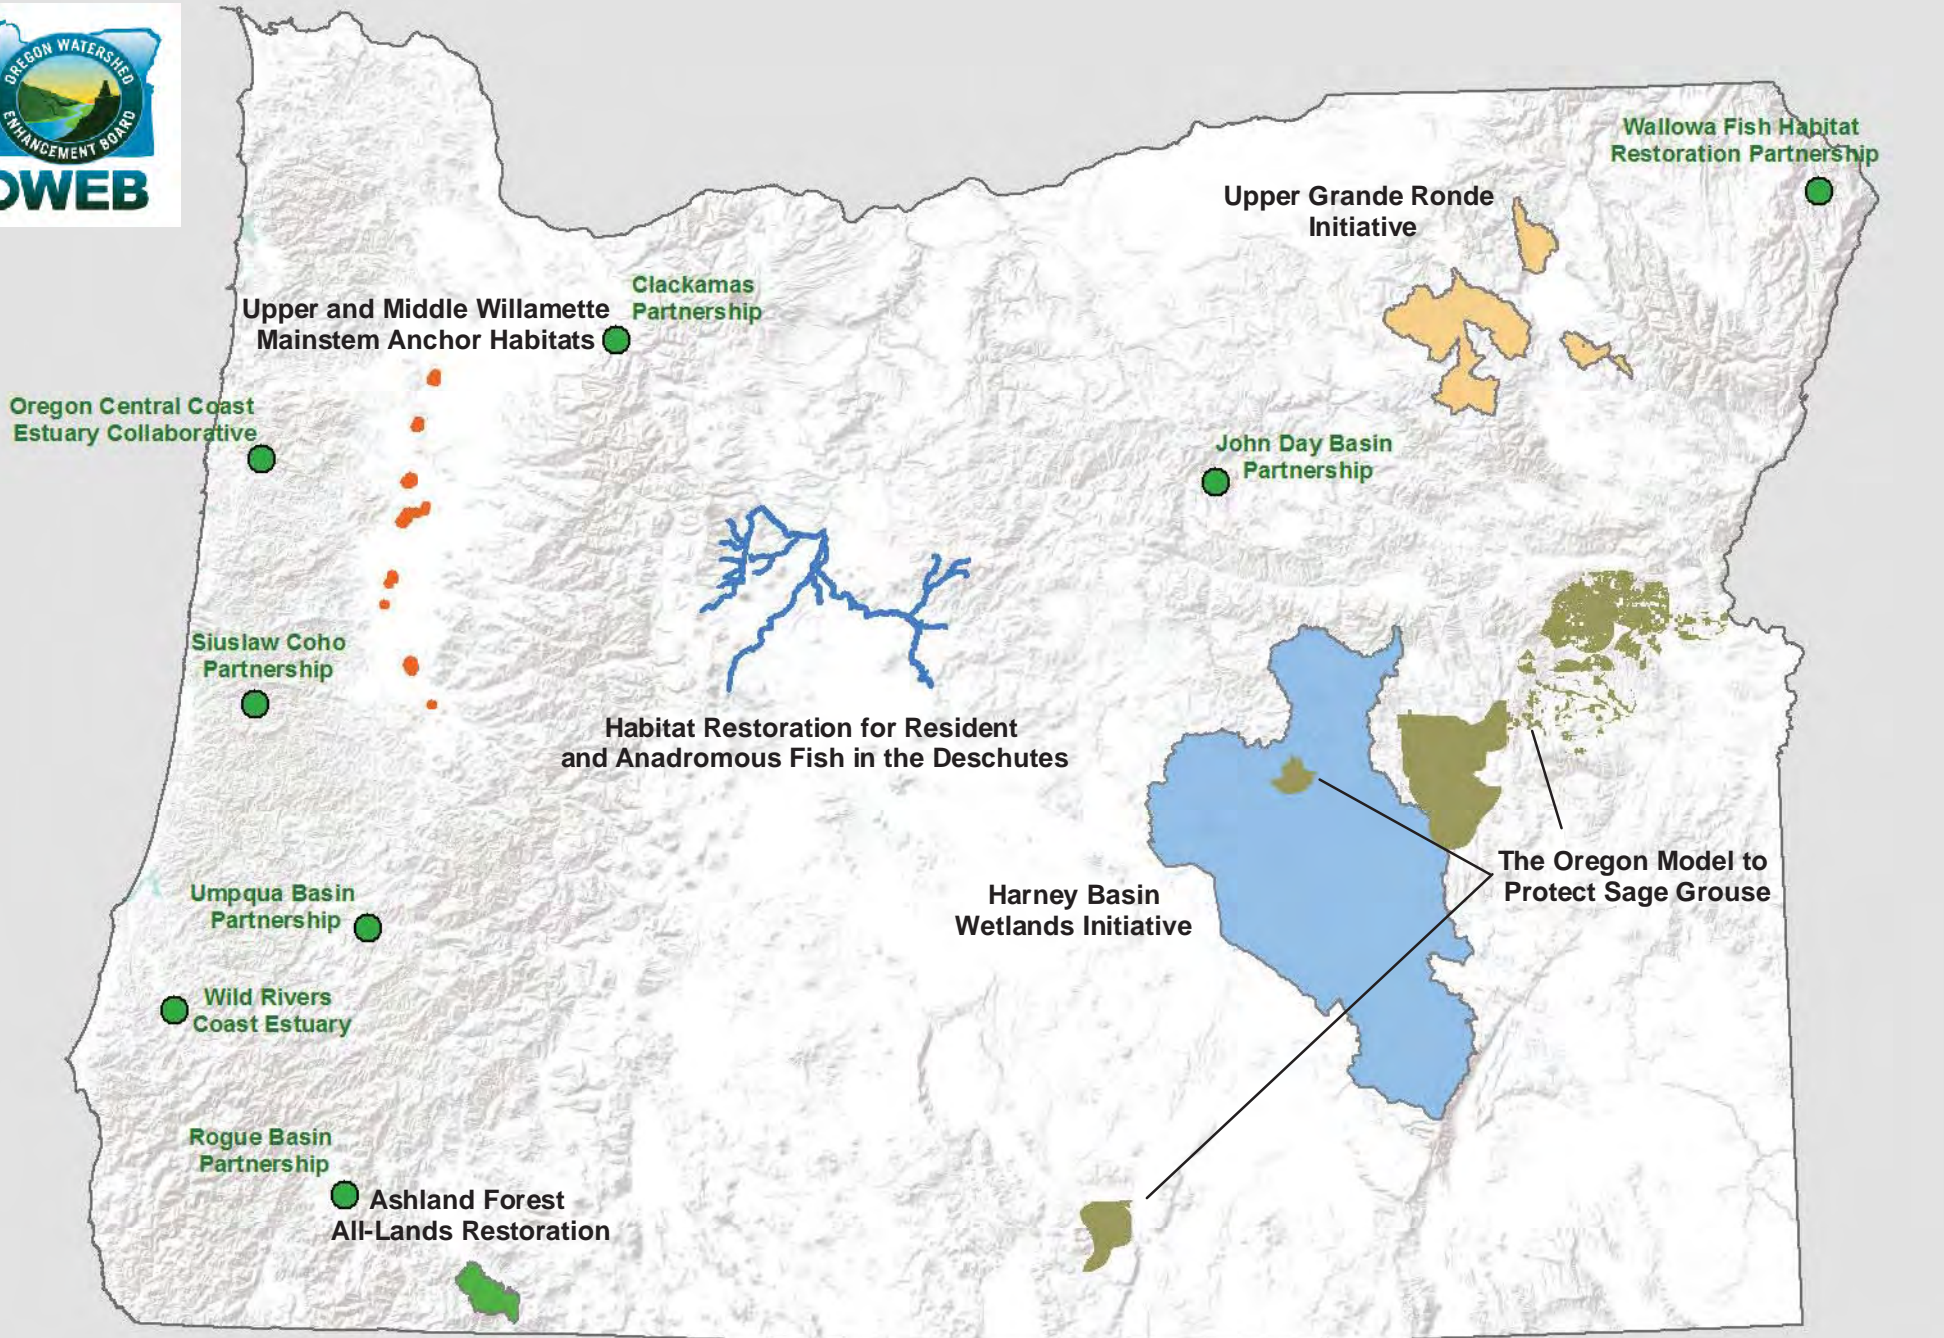 OREGON WATERSHED
ENHANCEMENT BOARD
OWEB
Wallowa Fish Habitat
Restoration Partnership
Upper Grande Ronde
Initiative
Clackamas
Partnership
Upper and Middle Willamette
Mainstem Anchor Habitats
Oregon Central Coast
Estuary Collaborative
John Day Basin
Partnership
Siuslaw Coho
Partnership
Habitat Restoration for Resident
and Anadromous Fish in the Deschutes
The Oregon Model to
Protect Sage Grouse
Harney Basin
Wetlands Initiative
Umpqua Basin
Partnership
Wild Rivers
Coast Estuary
Rogue Basin
Partnership
Ashland Forest
All-Lands Restoration